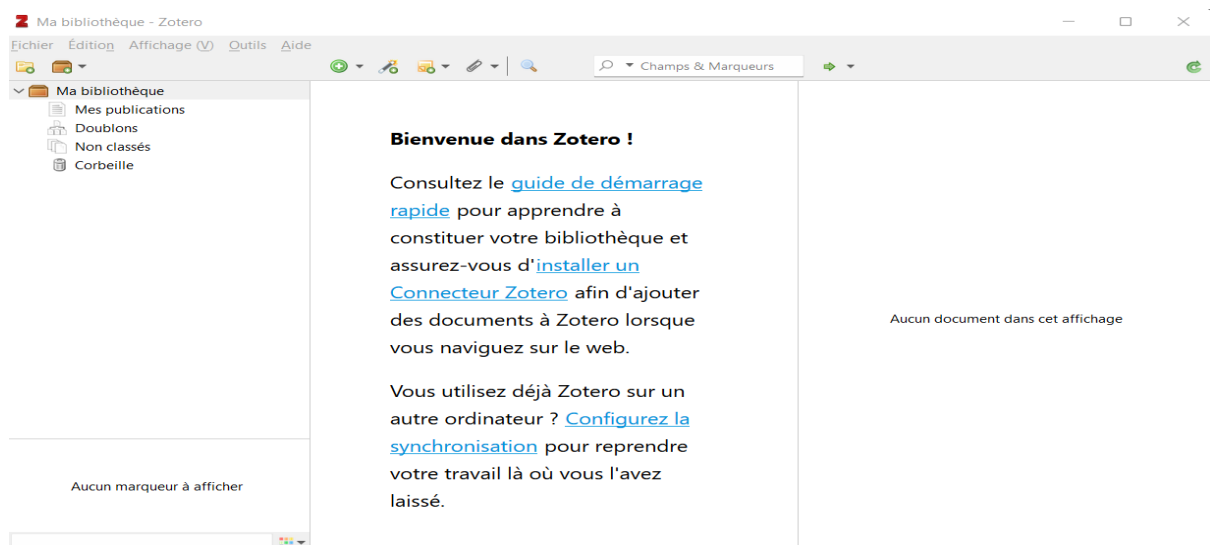 Ma bibliothèque - Zotero
Fichier Édition Affichage (V) Outils Aide
Champs & Marqueurs
Ma bibliothèque
Mes publications
Doublons
Non classés
Corbeille
Bienvenue dans Zotero !
Consultez le guide de démarrage
rapide pour apprendre à
constituer votre bibliothèque et
assurez-vous d'installer un
Connecteur Zotero afin d'ajouter
des documents à Zotero lorsque
vous naviguez sur le web.
Vous utilisez déjà Zotero sur un
autre ordinateur ? Configurez la
synchronisation pour reprendre
votre travail là où vous l'avez
laissé.
Aucun document dans cet affichage
Aucun marqueur à afficher